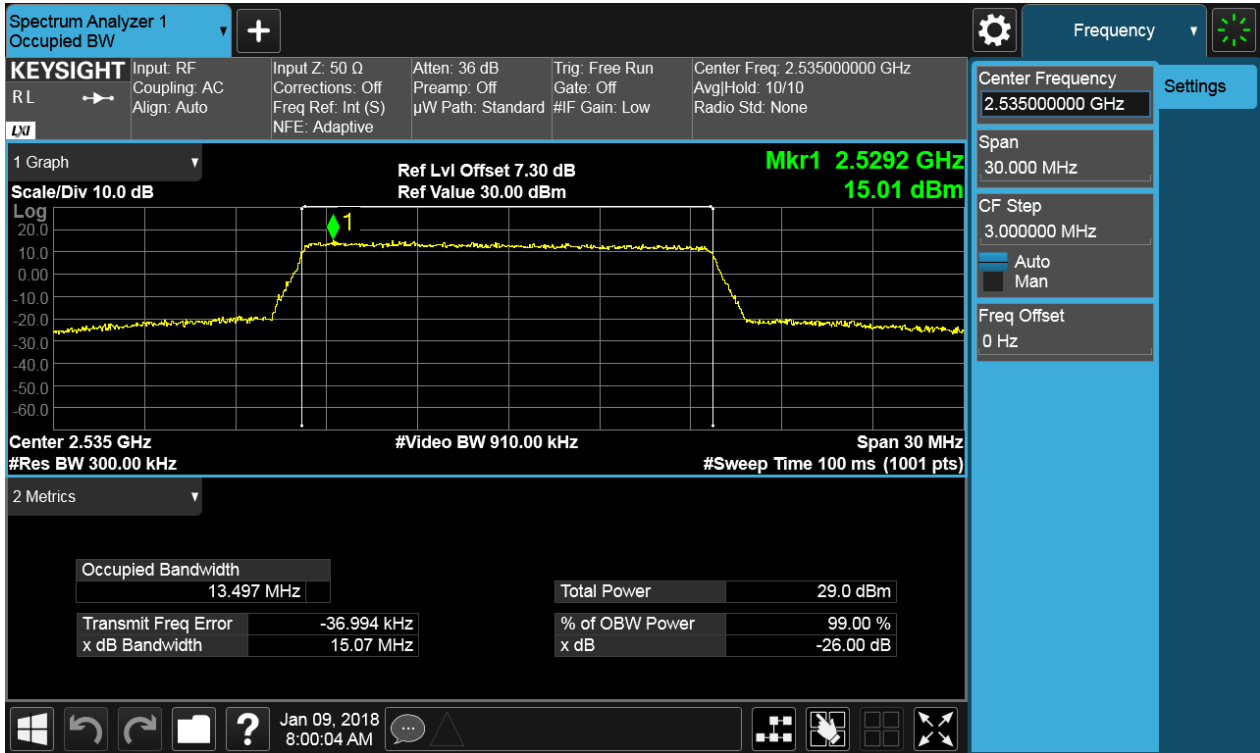 Spectrum Analyzer 1
Occupied BW
+
Frequency
KEYSIGHT
RL
LXI
Input: RF
Coupling: AC
Align: Auto
Input Z: 50 Ω
Corrections: Off
Freq Ref: Int (S)
NFE: Adaptive
Atten: 36 dB
Preamp: Off
µW Path: Standard
Trig: Free Run
Gate: Off
#IF Gain: Low
Center Freq: 2.535000000 GHz
Avg|Hold: 10/10
Radio Std: None
Center Frequency
2.535000000 GHz
Settings
Span
30.000 MHz
CF Step
3.000000 MHz
Auto
Man
Freq Offset
0 Hz
1 Graph
Scale/Div 10.0 dB
Ref Lvl Offset 7.30 dB
Ref Value 30.00 dBm
Mkr1 2.5292 GHz
15.01 dBm
Log
1
20.0
10.0
0.00
-10.0
-20.0
-30.0
-40.0
-50.0
-60.0
Center 2.535 GHz
#Video BW 910.00 kHz
Span 30 MHz
#Res BW 300.00 kHz
#Sweep Time 100 ms (1001 pts)
2 Metrics
Occupied Bandwidth
13.497 MHz
Total Power 29.0 dBm
Transmit Freq Error -36.994 kHz
% of OBW Power 99.00 %
x dB Bandwidth 15.07 MHz
x dB -26.00 dB
?
Jan 09, 2018
8:00:04 AM